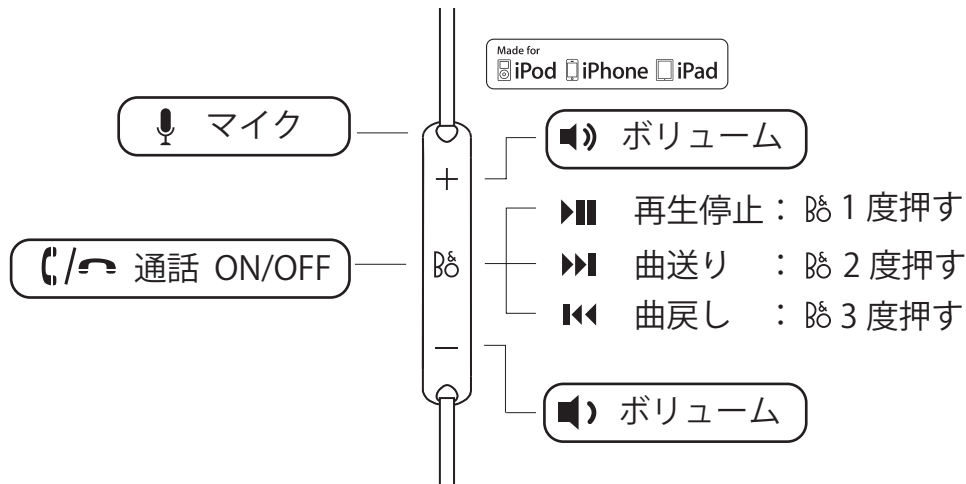 Made for
iPod iPhone iPad
マイク
ボリューム
+
再生停止：B&O 1 度押す
通話 ON/OFF
B&O
曲送り ：B&O 2 度押す
曲戻し ：B&O 3 度押す
−
ボリューム